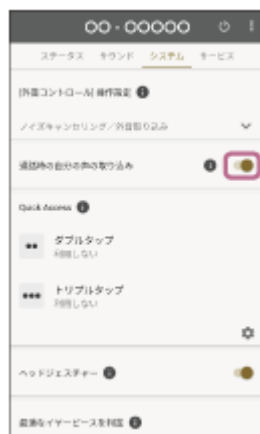 OO-OOOOO
ステータス サウンド システム サービス
[外音コントロール] 操作設定
ノイズキャンセリング／外音取り込み
通話時の自分の声の取り込み
Quick Access
ダブルタップ
利用しない
トリプルタップ
利用しない
ヘッドジェスチャー
最適なイヤーピースを判定